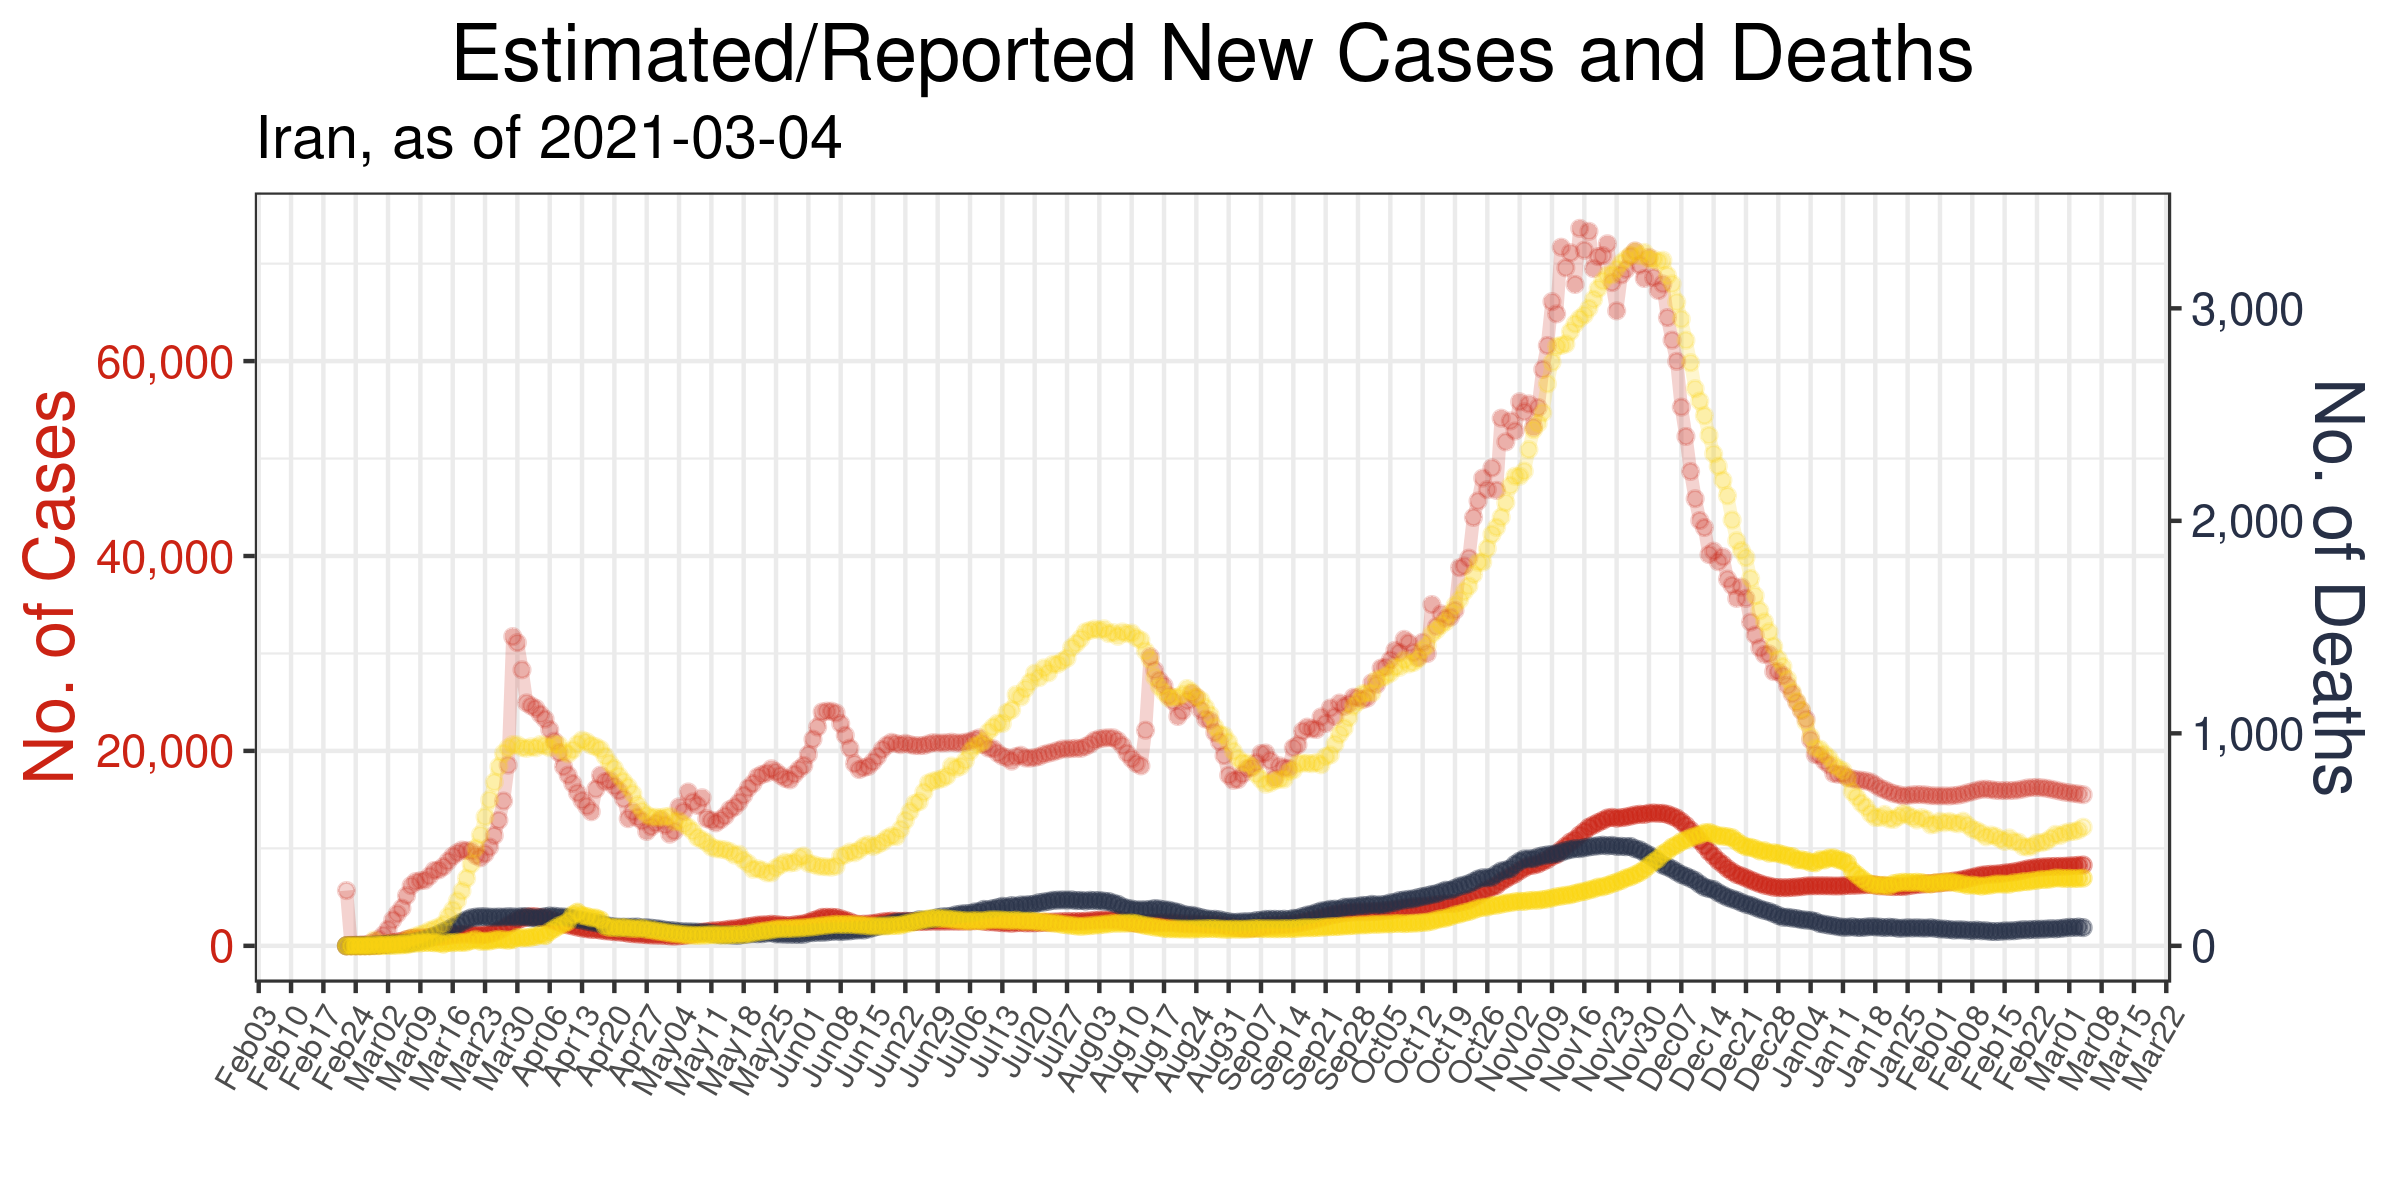 Estimated/Reported New Cases and Deaths
Iran, as of 2021-03-04
No. of Cases
60,000
40,000
20,000
0
3,000
2,000
1,000
0
No. of Deaths
Feb03
Feb10
Feb17
Feb24
Mar02
Mar09
Mar16
Mar23
Mar30
Apr06
Apr13
Apr20
Apr27
May04
May11
May18
May25
Jun01
Jun08
Jun15
Jun22
Jun29
Jul06
Jul13
Jul20
Jul27
Aug03
Aug10
Aug17
Aug24
Aug31
Sep07
Sep14
Sep21
Sep28
Oct05
Oct12
Oct19
Oct26
Nov02
Nov09
Nov16
Nov23
Nov30
Dec07
Dec14
Dec21
Dec28
Jan04
Jan11
Jan18
Jan25
Feb01
Feb08
Feb15
Feb22
Mar01
Mar08
Mar15
Mar22